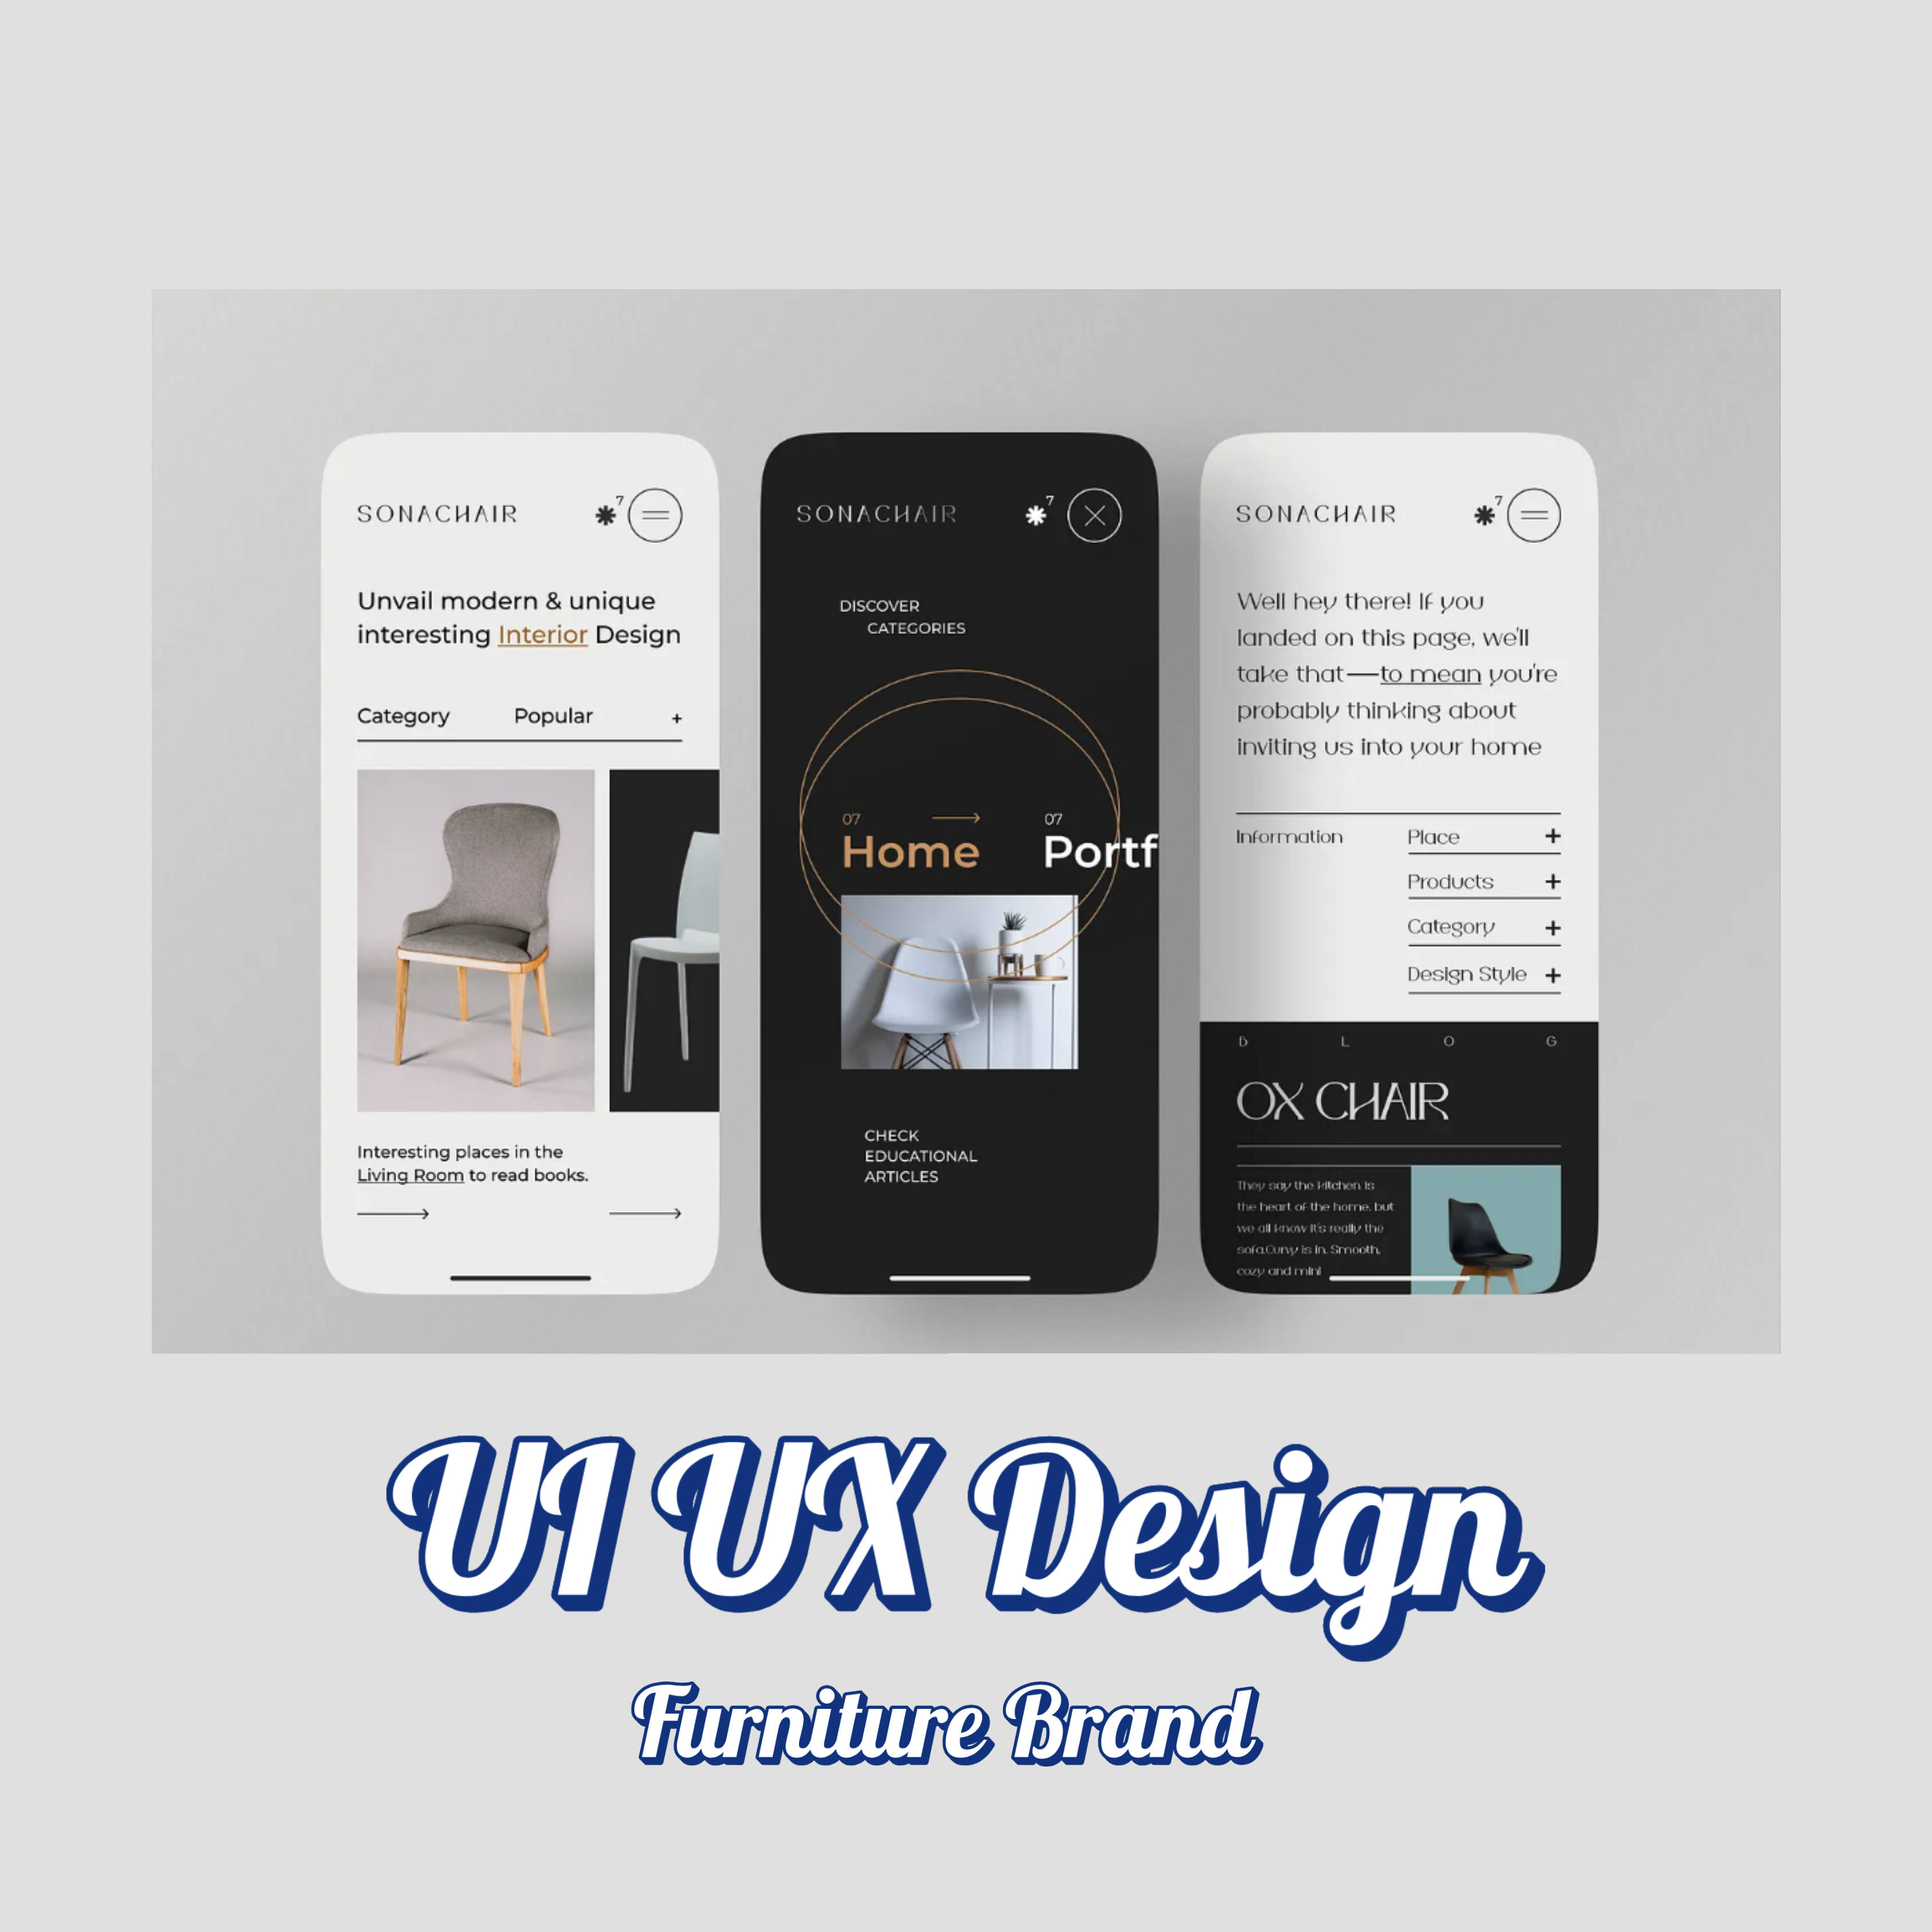 SONACHAIR
7
Unvail modern & unique
interesting Interior Design
Category Popular +
Interesting places in the
Living Room to read books.
SONACHAIR
7
DISCOVER
CATEGORIES
07 07
Home Portf
CHECK
EDUCATIONAL
ARTICLES
SONACHAIR
7
Well hey there! If you
landed on this page, we'll
take that—to mean you're
probably thinking about
inviting us into your home
Information
Place +
Products +
Category +
Design Style +
B L O G
OX CHAIR
They say the kitchen is
the heart of the home, but
we all know it's really the
sofa.Curvy is in. Smooth,
cozy and mini
UI UX Design
Furniture Brand